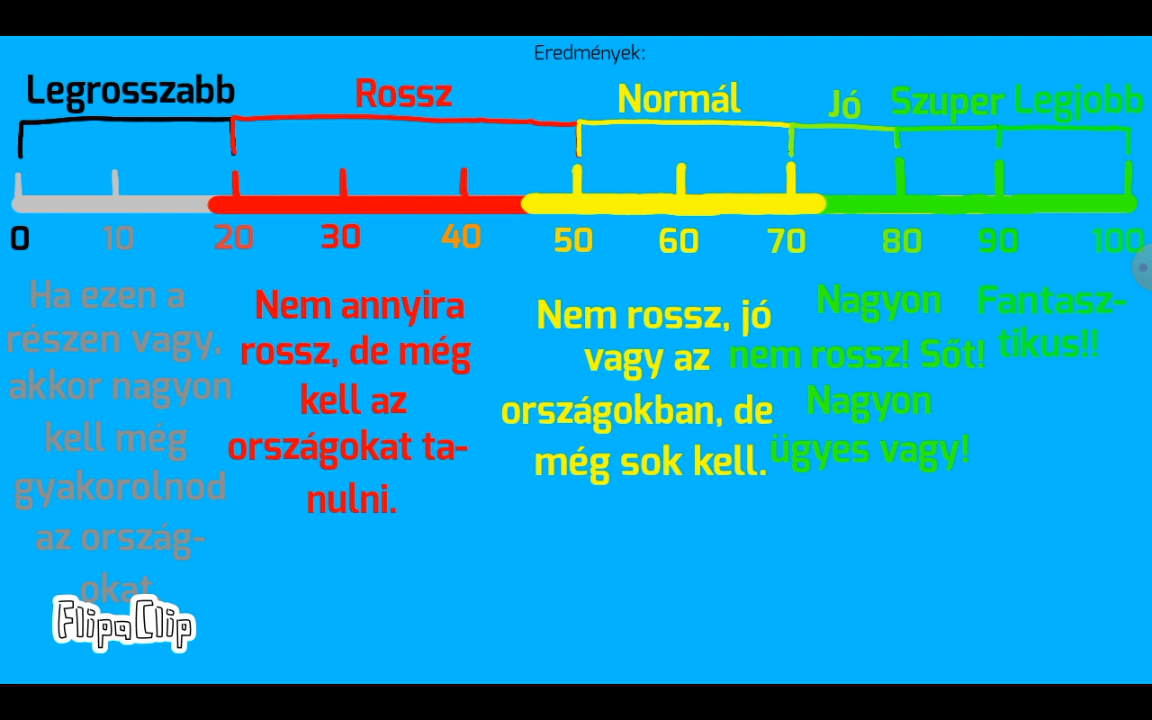 Eredmények:
Legrosszabb
Rossz
Normál
Jó
Szuper
Legjobb
0 10 20 30 40 50 60 70 80 90 100
Ha ezen a
részen vagy,
akkor nagyon
kell még
gyakorolnod
az ország-
okat
Nem annyira
rossz, de még
kell az
országokat ta-
nulni.
Nem rossz, jó
vagy az
országokban, de
még sok kell.
Nagyon
nem rossz! Sőt!
Nagyon
ügyes vagy!
Fantasz-
tikus!!
FlipaClip